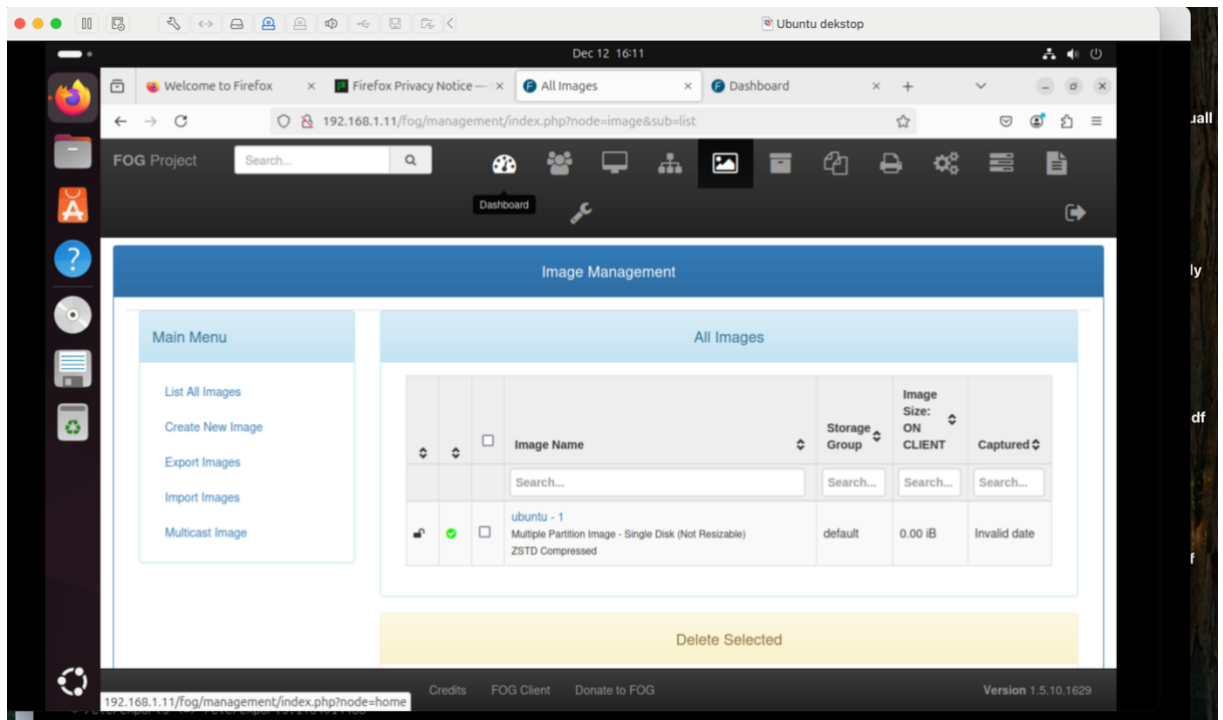 Ubuntu dekstop
Dec 12 16:11
Welcome to Firefox
Firefox Privacy Notice —
All Images
Dashboard
192.168.1.11/fog/management/index.php?node=image&sub=list
FOG Project
Search...
Dashboard
Image Management
Main Menu
List All Images
Create New Image
Export Images
Import Images
Multicast Image
All Images
Image Name
Storage Group
Image Size: ON CLIENT
Captured
Search...
Search...
Search...
Search...
ubuntu - 1
Multiple Partition Image - Single Disk (Not Resizable)
ZSTD Compressed
default
0.00 iB
Invalid date
Delete Selected
Credits
FOG Client
Donate to FOG
Version 1.5.10.1629
192.168.1.11/fog/management/index.php?node=home
uall
ly
df
f